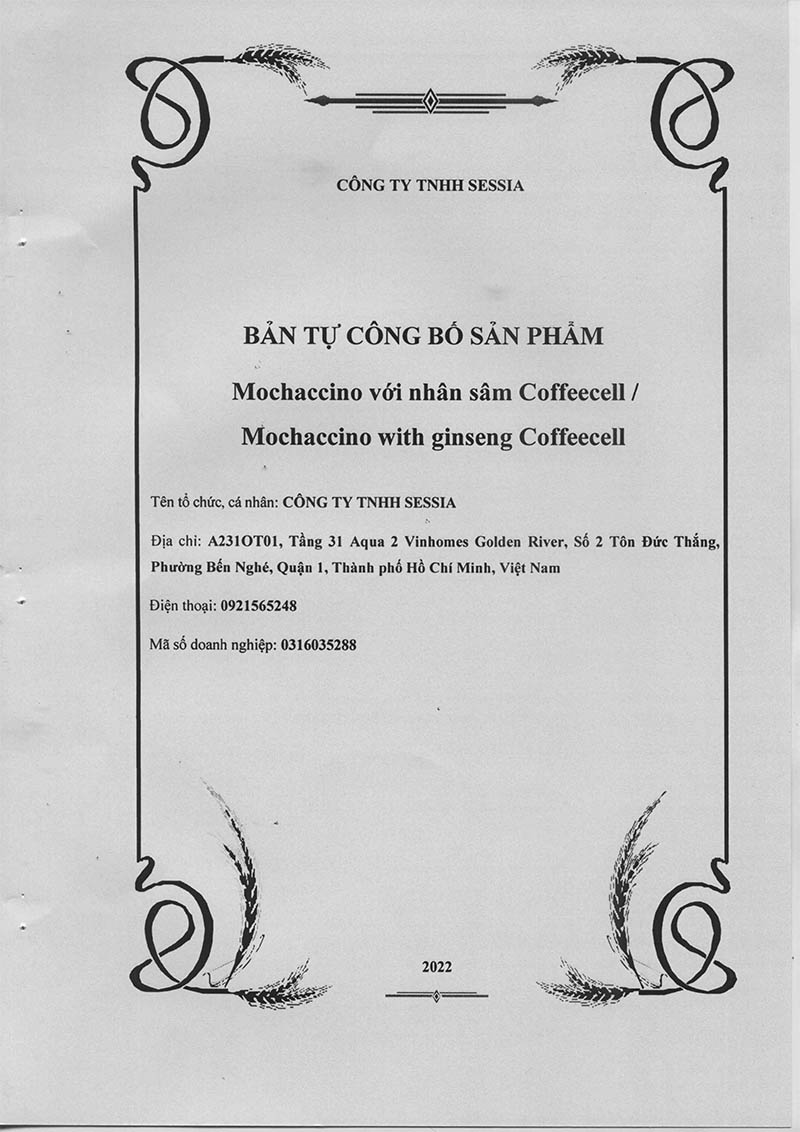 CÔNG TY TNHH SESSIA
BẢN TỰ CÔNG BỐ SẢN PHẨM
Mochaccino với nhân sâm Coffeecell /
Mochaccino with ginseng Coffeecell
Tên tổ chức, cá nhân: CÔNG TY TNHH SESSIA
Địa chỉ: A231OT01, Tầng 31 Aqua 2 Vinhomes Golden River, Số 2 Tôn Đức Thắng,
Phường Bến Nghé, Quận 1, Thành phố Hồ Chí Minh, Việt Nam
Điện thoại: 0921565248
Mã số doanh nghiệp: 0316035288
2022